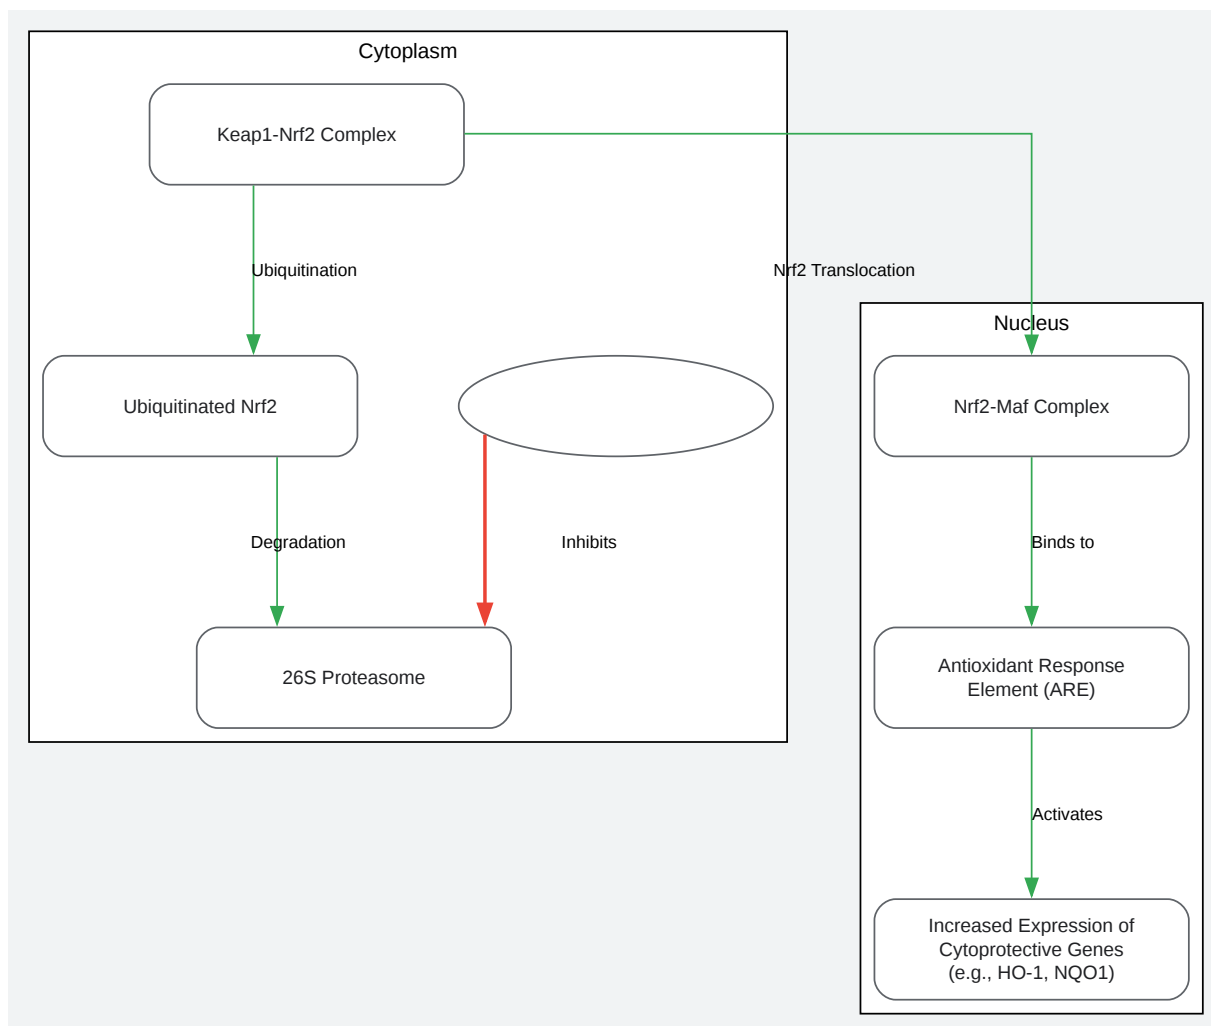 Cytoplasm
Keap1-Nrf2 Complex
Ubiquitination
Nrf2 Translocation
Nucleus
Ubiquitinated Nrf2
Nrf2-Maf Complex
Degradation
Inhibits
Binds to
26S Proteasome
Antioxidant Response
Element (ARE)
Activates
Increased Expression of
Cytoprotective Genes
(e.g., HO-1, NQO1)